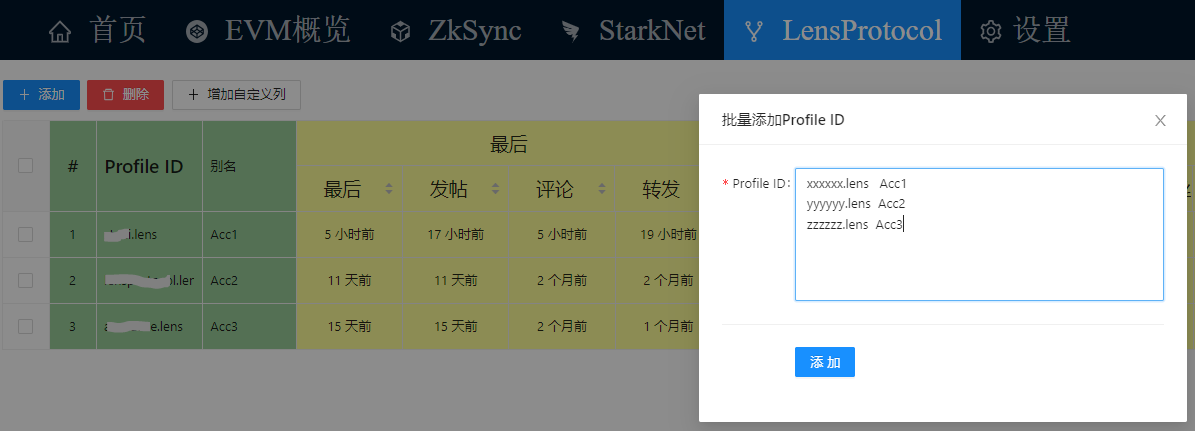 首页 EVM概览 ZkSync StarkNet LensProtocol 设置
+ 添加 删除 + 增加自定义列
批量添加Profile ID
* Profile ID:
xxxxxx.lens Acc1
yyyyyy.lens Acc2
zzzzzz.lens Acc3
添 加
最后
# Profile ID 别名 最后 发帖 评论 转发
1 .lens Acc1 5 小时前 17 小时前 5 小时前 19 小时前
2 Acc2 11 天前 11 天前 2 个月前 2 个月前
3 e.lens Acc3 15 天前 15 天前 2 个月前 1 个月前